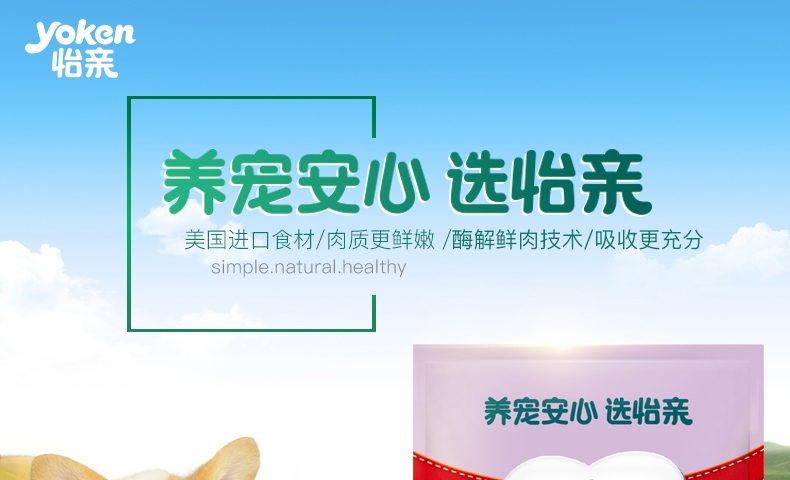 yoken
怡亲
养宠安心 选怡亲
美国进口食材/肉质更鲜嫩 /酶解鲜肉技术/吸收更充分
simple.natural.healthy
养宠安心 选怡亲